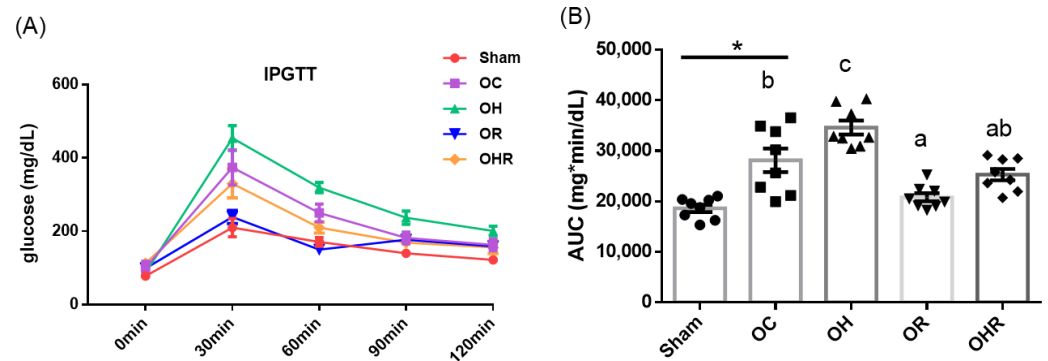 (A)
IPGTT
Sham
OC
OH
OR
OHR
glucose (mg/dL)
600
400
200
0
0min
30min
60min
90min
120min
(B)
AUC (mg*min/dL)
50,000
40,000
30,000
20,000
10,000
0
*
b
c
a
ab
Sham
OC
OH
OR
OHR